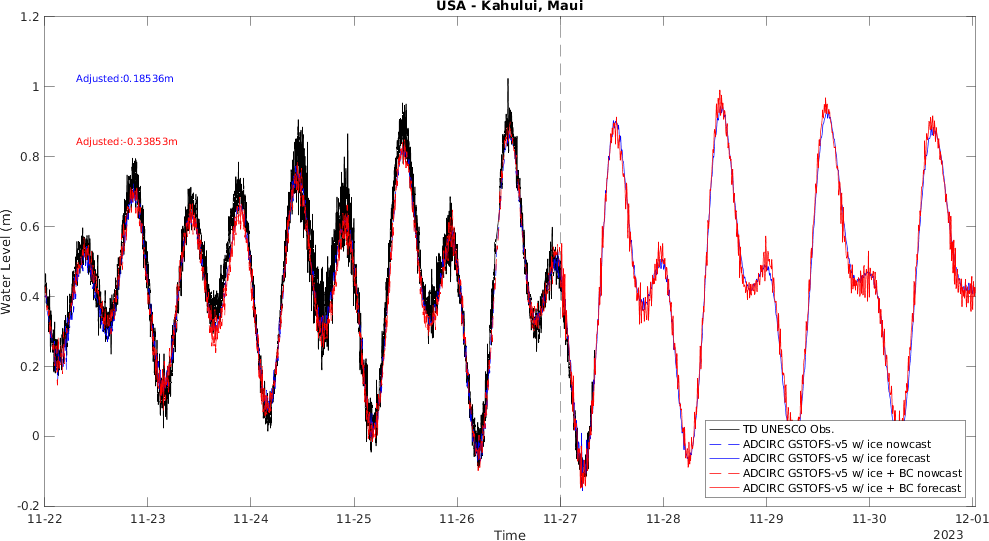 USA - Kahului, Maui
1.2
1
0.8
0.6
0.4
0.2
0
-0.2
Water Level (m)
Adjusted:0.18536m
Adjusted:-0.33853m
TD UNESCO Obs.
ADCIRC GSTOFS-v5 w/ ice nowcast
ADCIRC GSTOFS-v5 w/ ice forecast
ADCIRC GSTOFS-v5 w/ ice + BC nowcast
ADCIRC GSTOFS-v5 w/ ice + BC forecast
11-22 11-23 11-24 11-25 11-26 11-27 11-28 11-29 11-30 12-01
Time
2023